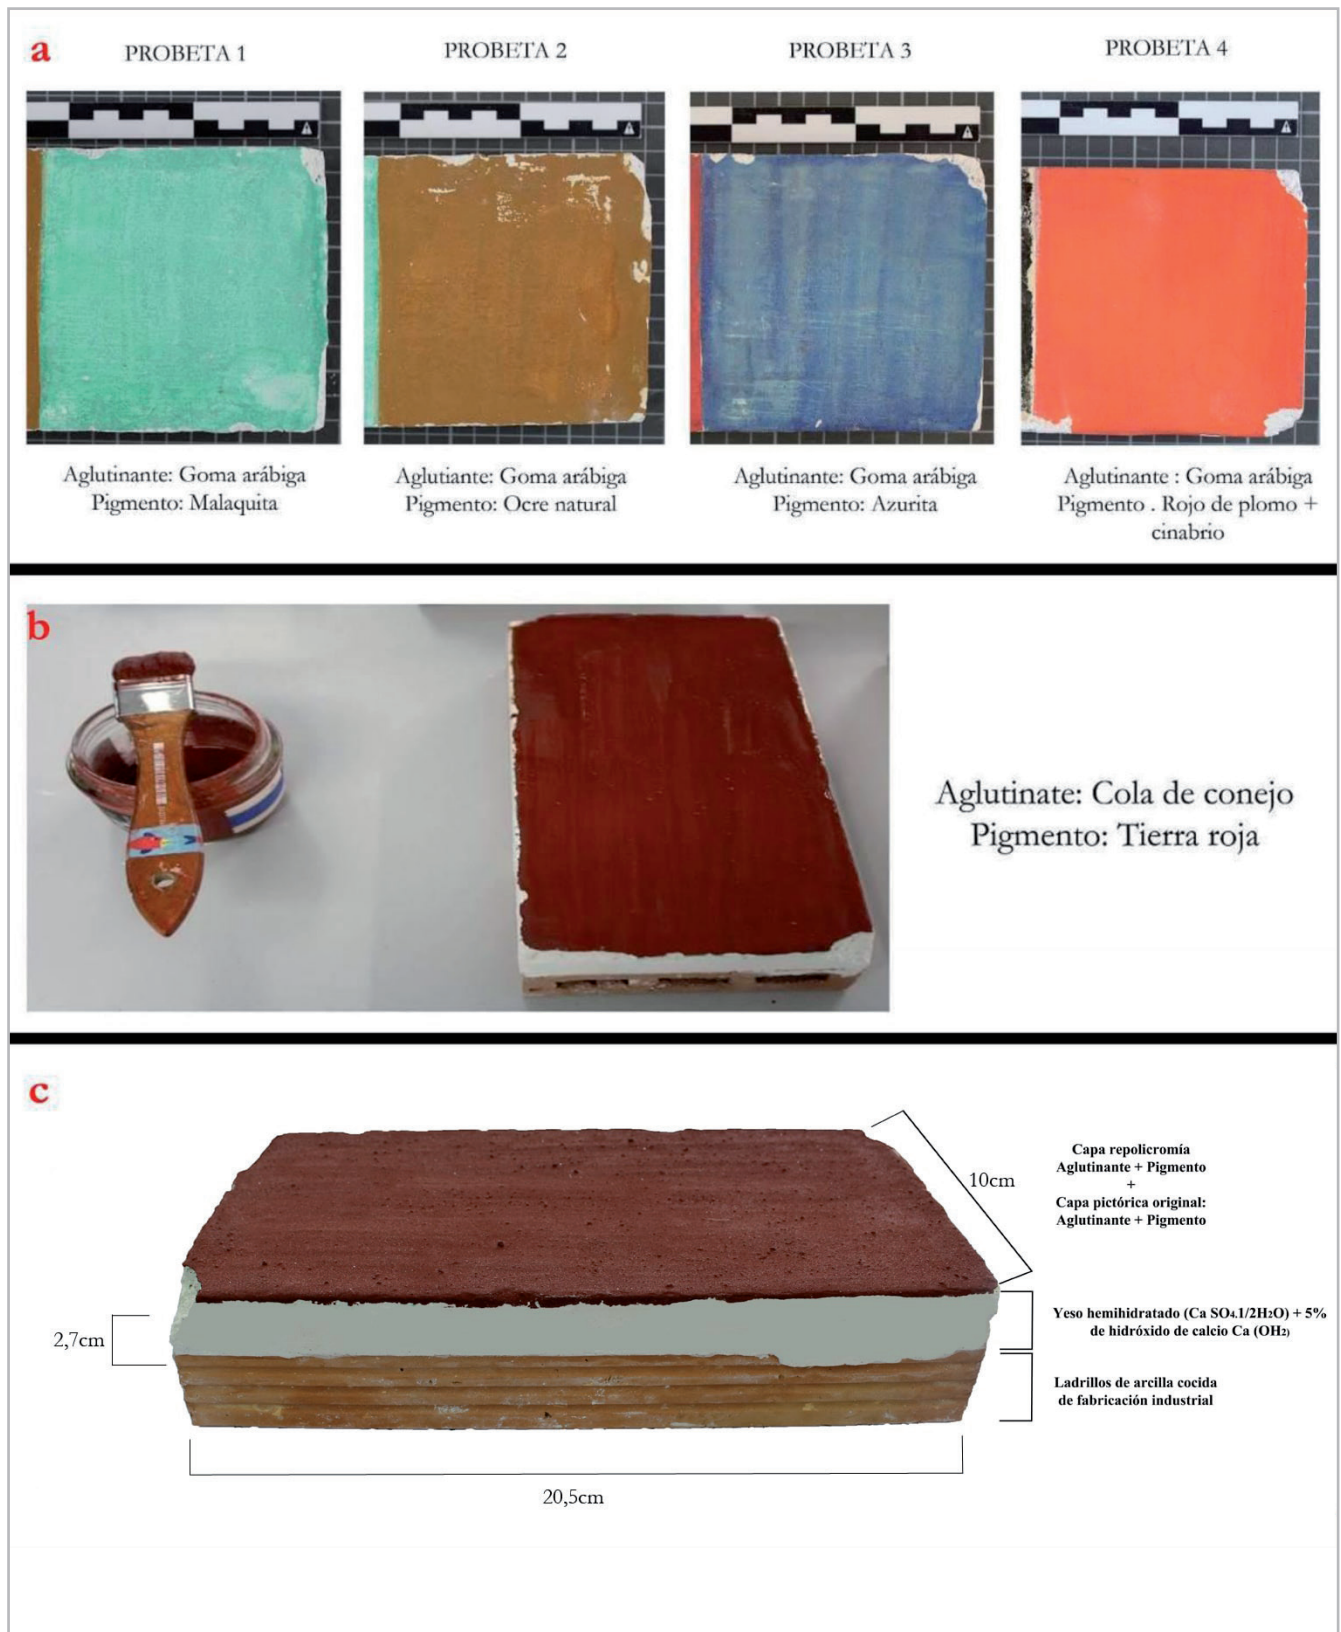 a
PROBETA 1
PROBETA 2
PROBETA 3
PROBETA 4
Aglutinante: Goma arábiga
Pigmento: Malaquita
Aglutiante: Goma arábiga
Pigmento: Ocre natural
Aglutinante: Goma arábiga
Pigmento: Azurita
Aglutinante : Goma arábiga
Pigmento . Rojo de plomo +
cinabrio
b
Aglutinate: Cola de conejo
Pigmento: Tierra roja
c
10cm
Capa repolicromía
Aglutinante + Pigmento
+
Capa pictórica original:
Aglutinante + Pigmento
2,7cm
Yeso hemihidratado (Ca SO₄.1/2H₂O) + 5%
de hidróxido de calcio Ca (OH₂)
Ladrillos de arcilla cocida
de fabricación industrial
20,5cm